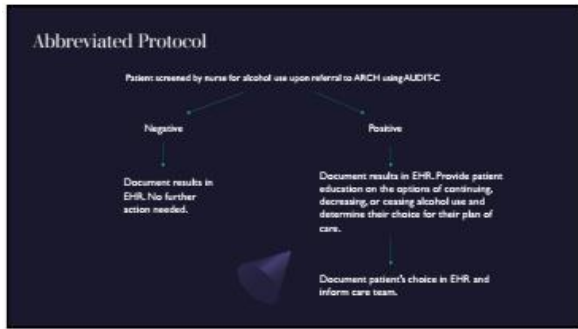 Abbreviated Protocol
Patient screened by nurse for alcohol use upon referral to ARCH using AUDIT-C
Negative
Positive
Document results in
EHR. No further
action needed.
Document results in EHR. Provide patient
education on the options of continuing,
decreasing, or ceasing alcohol use and
determine their choice for their plan of
care.
Document patient's choice in EHR and
inform care team.